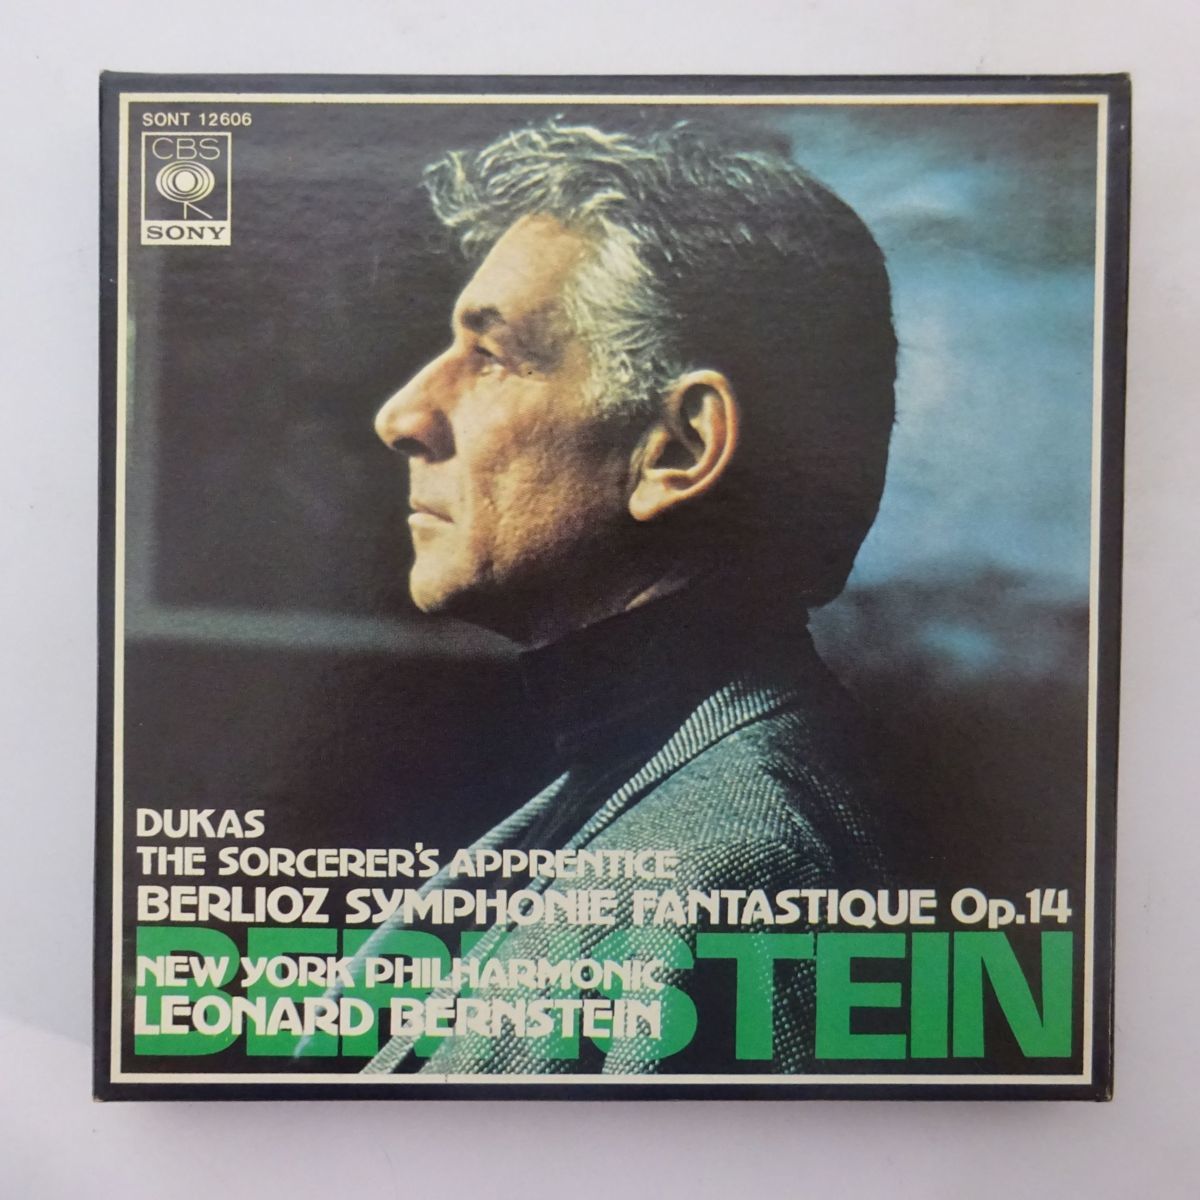 SONT 12606
CBS
SONY
DUKAS
THE SORCERER'S APPRENTICE
BERLIOZ SYMPHONIE FANTASTIQUE Op.14
BERNSTEIN
NEW YORK PHILHARMONIC
LEONARD BERNSTEIN